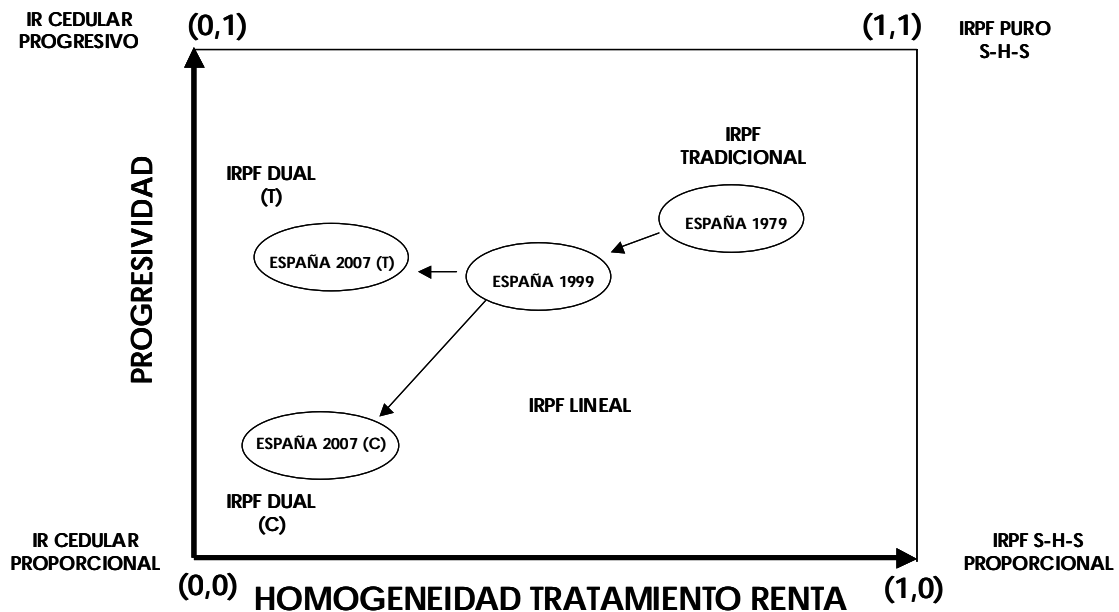 IR CEDULAR
PROGRESIVO
(0,1)
(1,1)
IRPF PURO
S-H-S
PROGRESIVIDAD
IRPF
TRADICIONAL
IRPF DUAL
(T)
ESPAÑA 1979
ESPAÑA 2007 (T)
ESPAÑA 1999
IRPF LINEAL
ESPAÑA 2007 (C)
IRPF DUAL
(C)
IR CEDULAR
PROPORCIONAL
IRPF S-H-S
PROPORCIONAL
(0,0)
HOMOGENEIDAD TRATAMIENTO RENTA
(1,0)